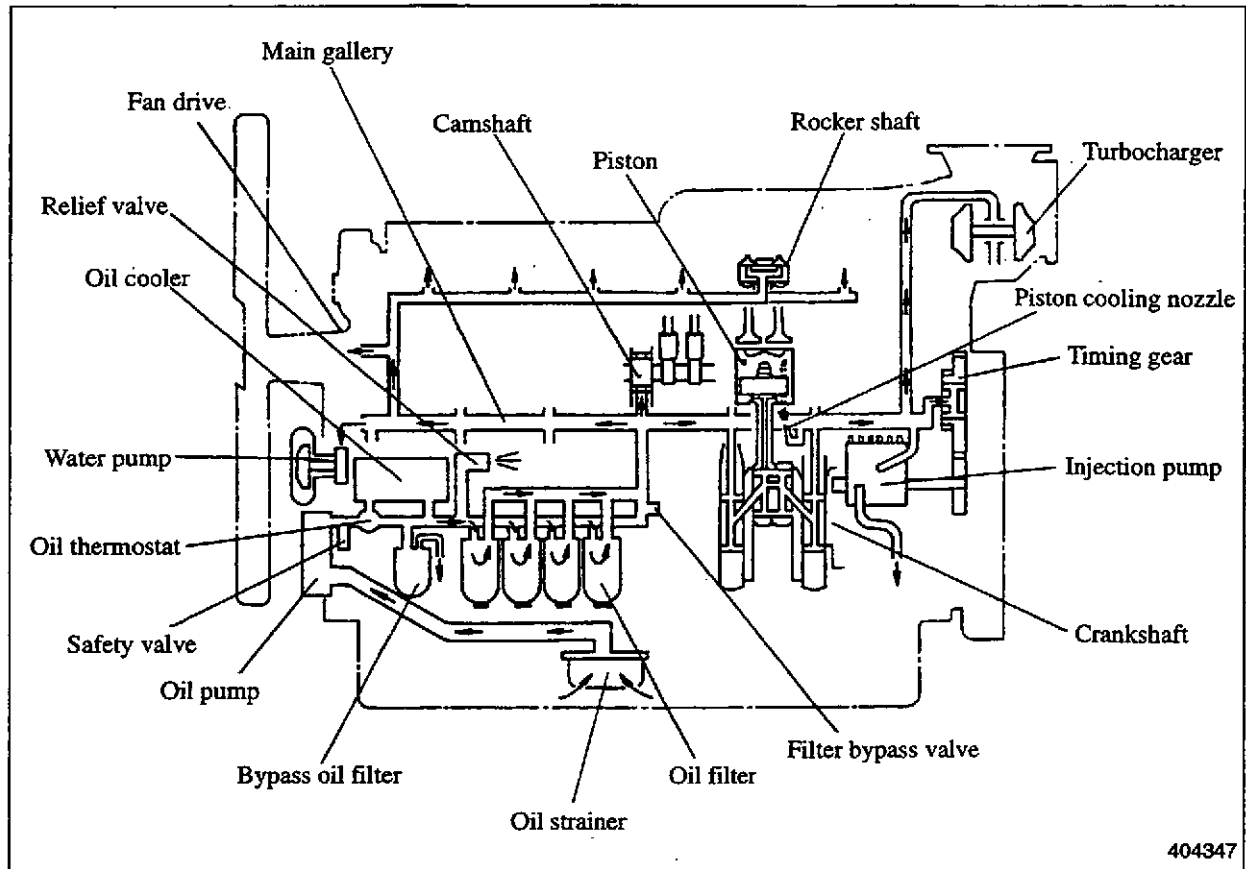 Main gallery
Fan drive
Camshaft
Rocker shaft
Piston
Turbocharger
Relief valve
Oil cooler
Piston cooling nozzle
Timing gear
Water pump
Injection pump
Oil thermostat
Safety valve
Crankshaft
Oil pump
Filter bypass valve
Bypass oil filter
Oil filter
Oil strainer
404347